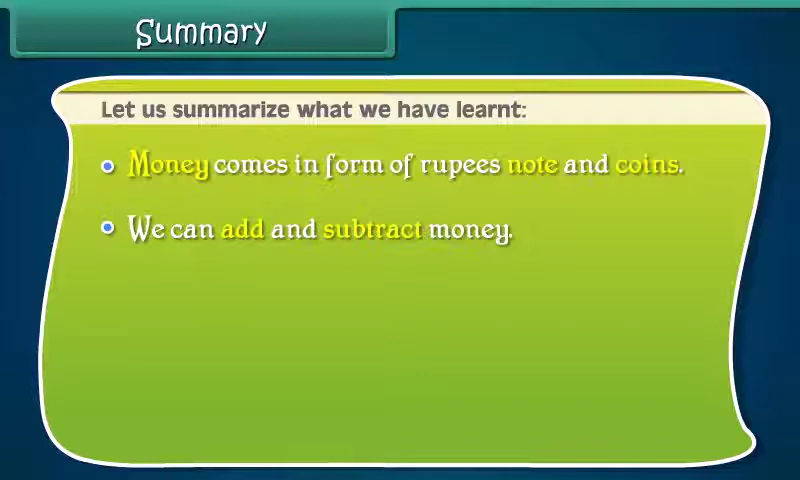 Summary
Let us summarize what we have learnt:
Money comes in form of rupees note and coins.
We can add and subtract money.